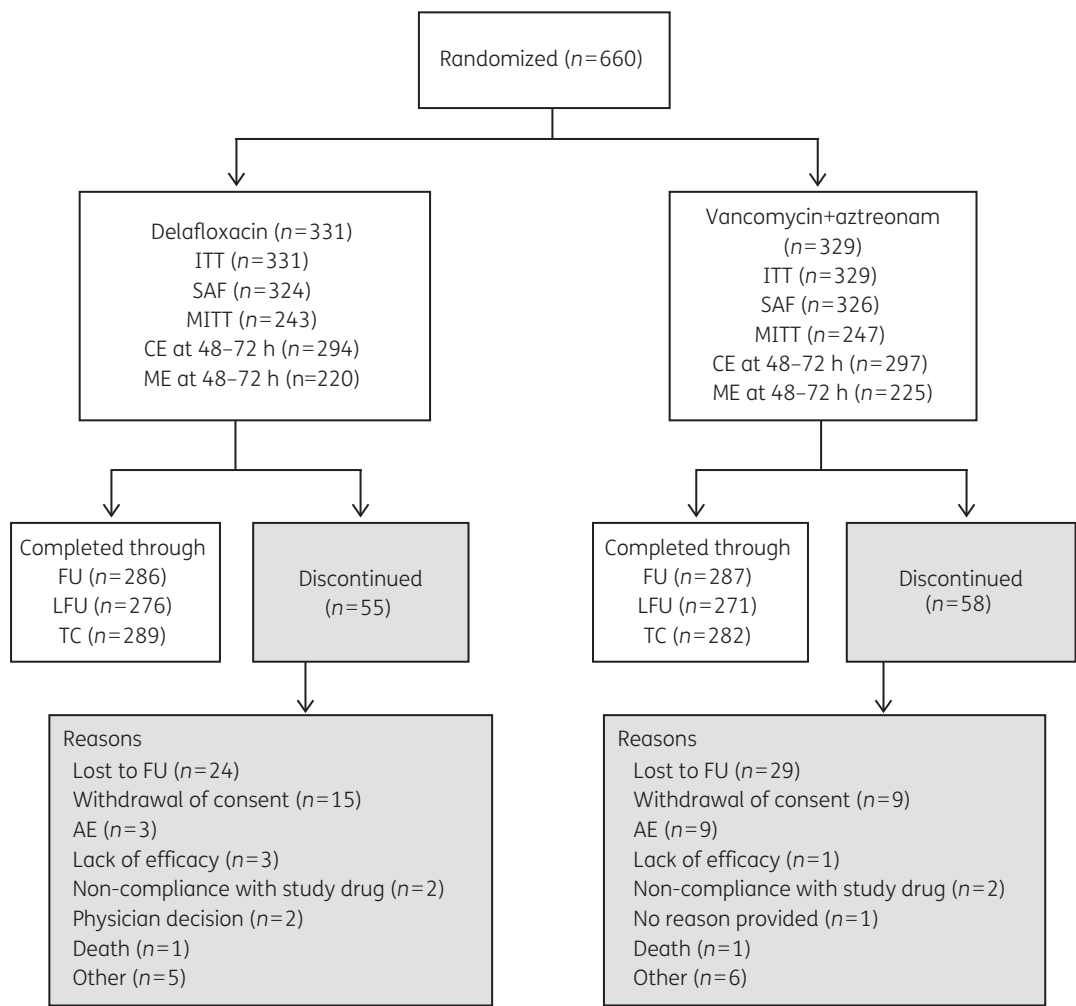 Randomized (n=660)
Delafloxacin (n=331)
ITT (n=331)
SAF (n=324)
MITT (n=243)
CE at 48–72 h (n=294)
ME at 48–72 h (n=220)
Vancomycin+aztreonam
(n=329)
ITT (n=329)
SAF (n=326)
MITT (n=247)
CE at 48–72 h (n=297)
ME at 48–72 h (n=225)
Completed through
FU (n=286)
LFU (n=276)
TC (n=289)
Discontinued
(n=55)
Completed through
FU (n=287)
LFU (n=271)
TC (n=282)
Discontinued
(n=58)
Reasons
Lost to FU (n=24)
Withdrawal of consent (n=15)
AE (n=3)
Lack of efficacy (n=3)
Non-compliance with study drug (n=2)
Physician decision (n=2)
Death (n=1)
Other (n=5)
Reasons
Lost to FU (n=29)
Withdrawal of consent (n=9)
AE (n=9)
Lack of efficacy (n=1)
Non-compliance with study drug (n=2)
No reason provided (n=1)
Death (n=1)
Other (n=6)